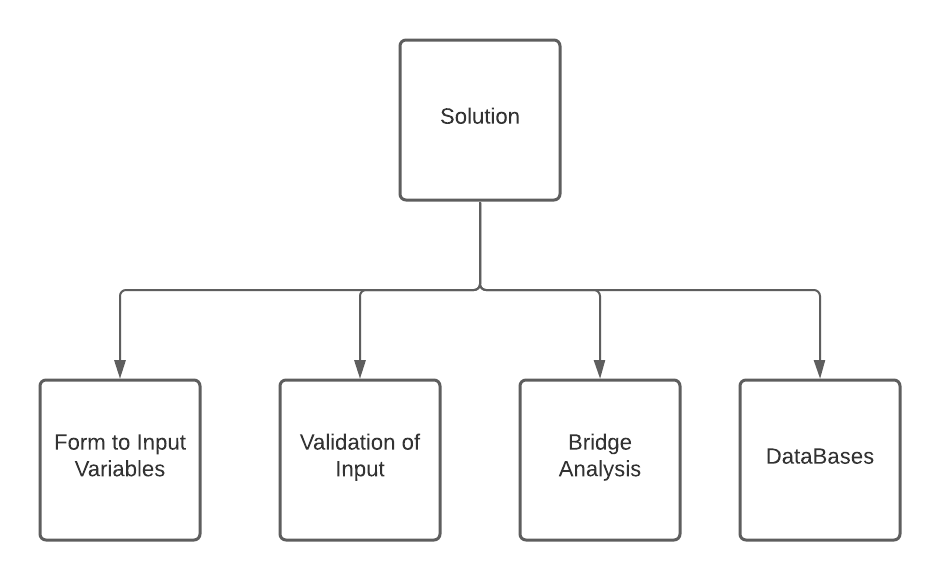 Solution
Form to Input
Variables
Validation of
Input
Bridge
Analysis
DataBases